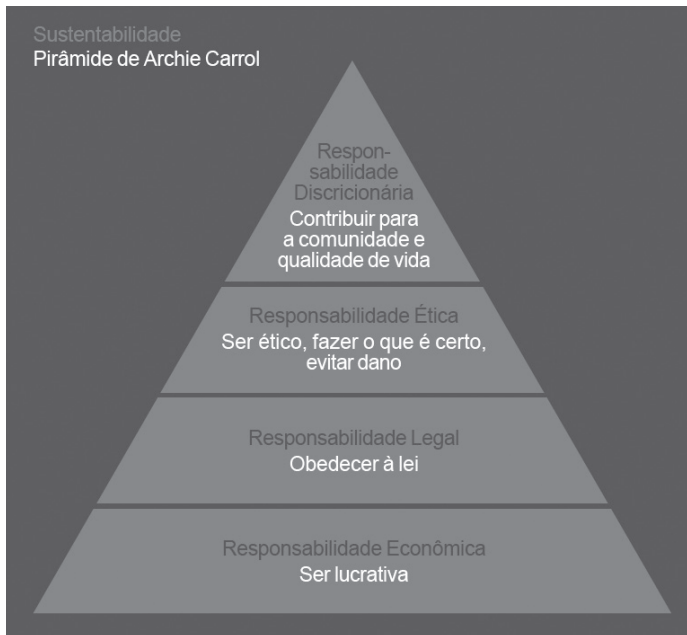 Sustentabilidade
Pirâmide de Archie Carrol
Respon-
sabilidade
Discricionária
Contribuir para
a comunidade e
qualidade de vida
Responsabilidade Ética
Ser ético, fazer o que é certo,
evitar dano
Responsabilidade Legal
Obedecer à lei
Responsabilidade Econômica
Ser lucrativa